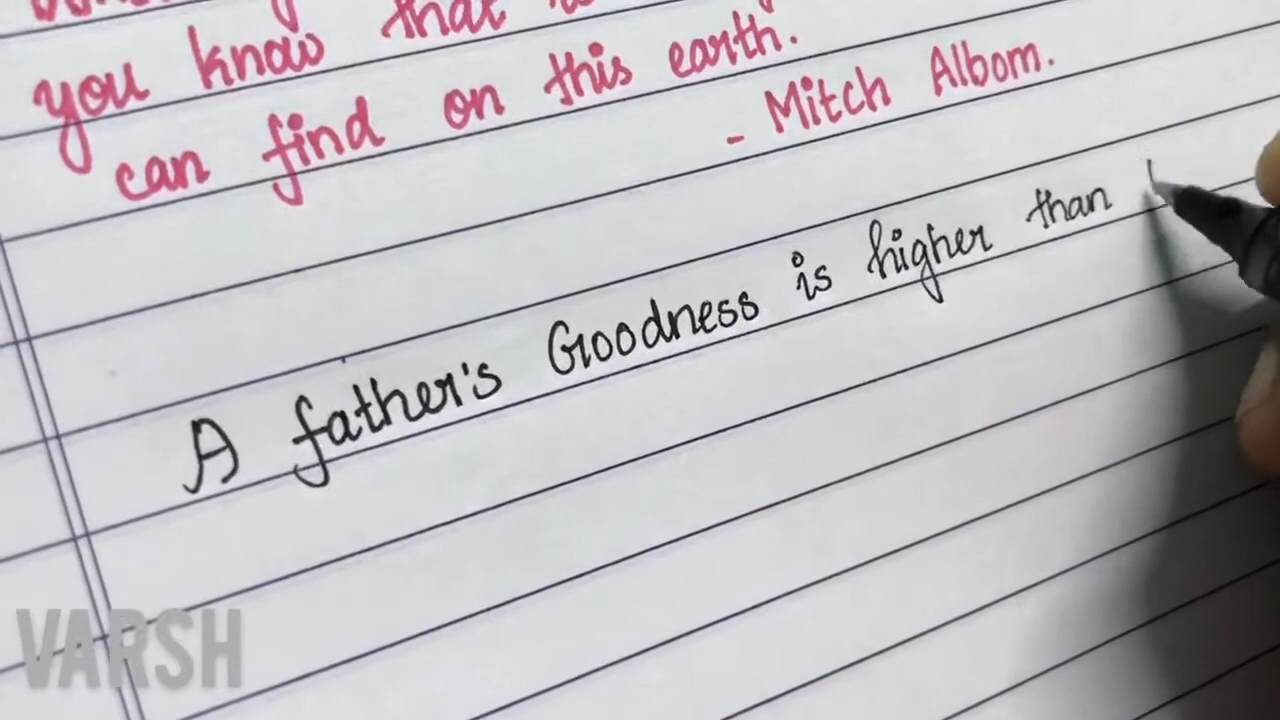 you know that
can find on this earth.
- Mitch Albom.
A father's Goodness is higher than
VARSH